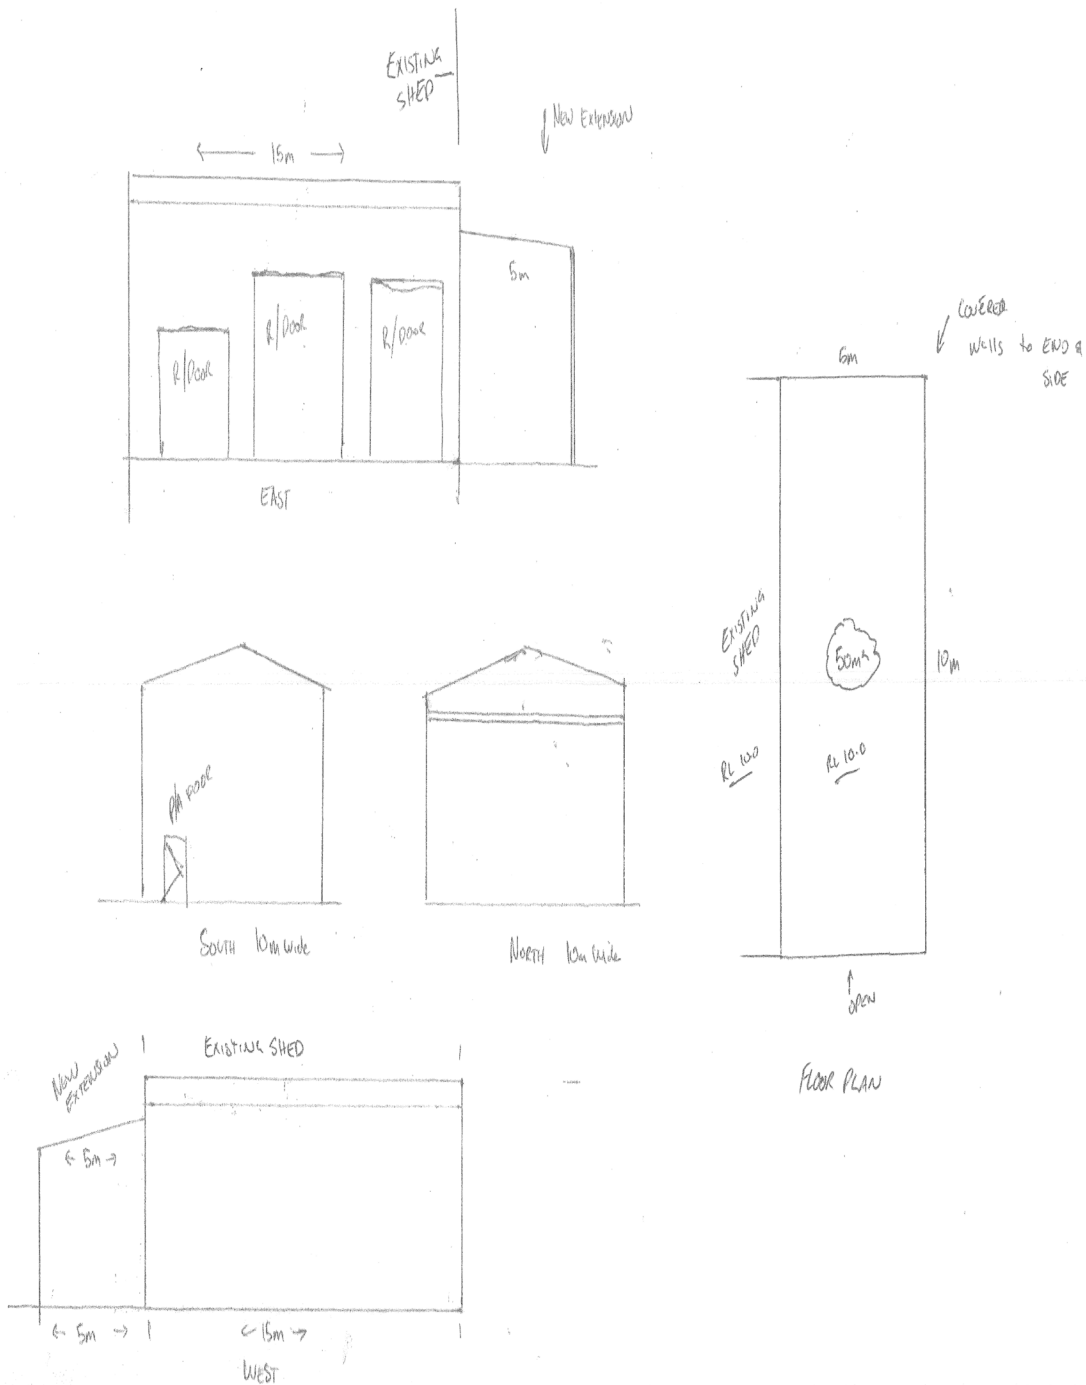 EXISTING
SHED
NEW EXTENSION
15m
5m
R/DOOR
R/DOOR
R/DOOR
EAST
COVERED
Walls to END &
SIDE
5m
EXISTING
SHED
50m²
10m
RL 10.0
RL 10.0
OPEN
FLOOR PLAN
P/A DOOR
SOUTH 10m wide
NORTH 10m wide
NEW
EXTENSION
EXISTING SHED
5m
5m
15m
WEST